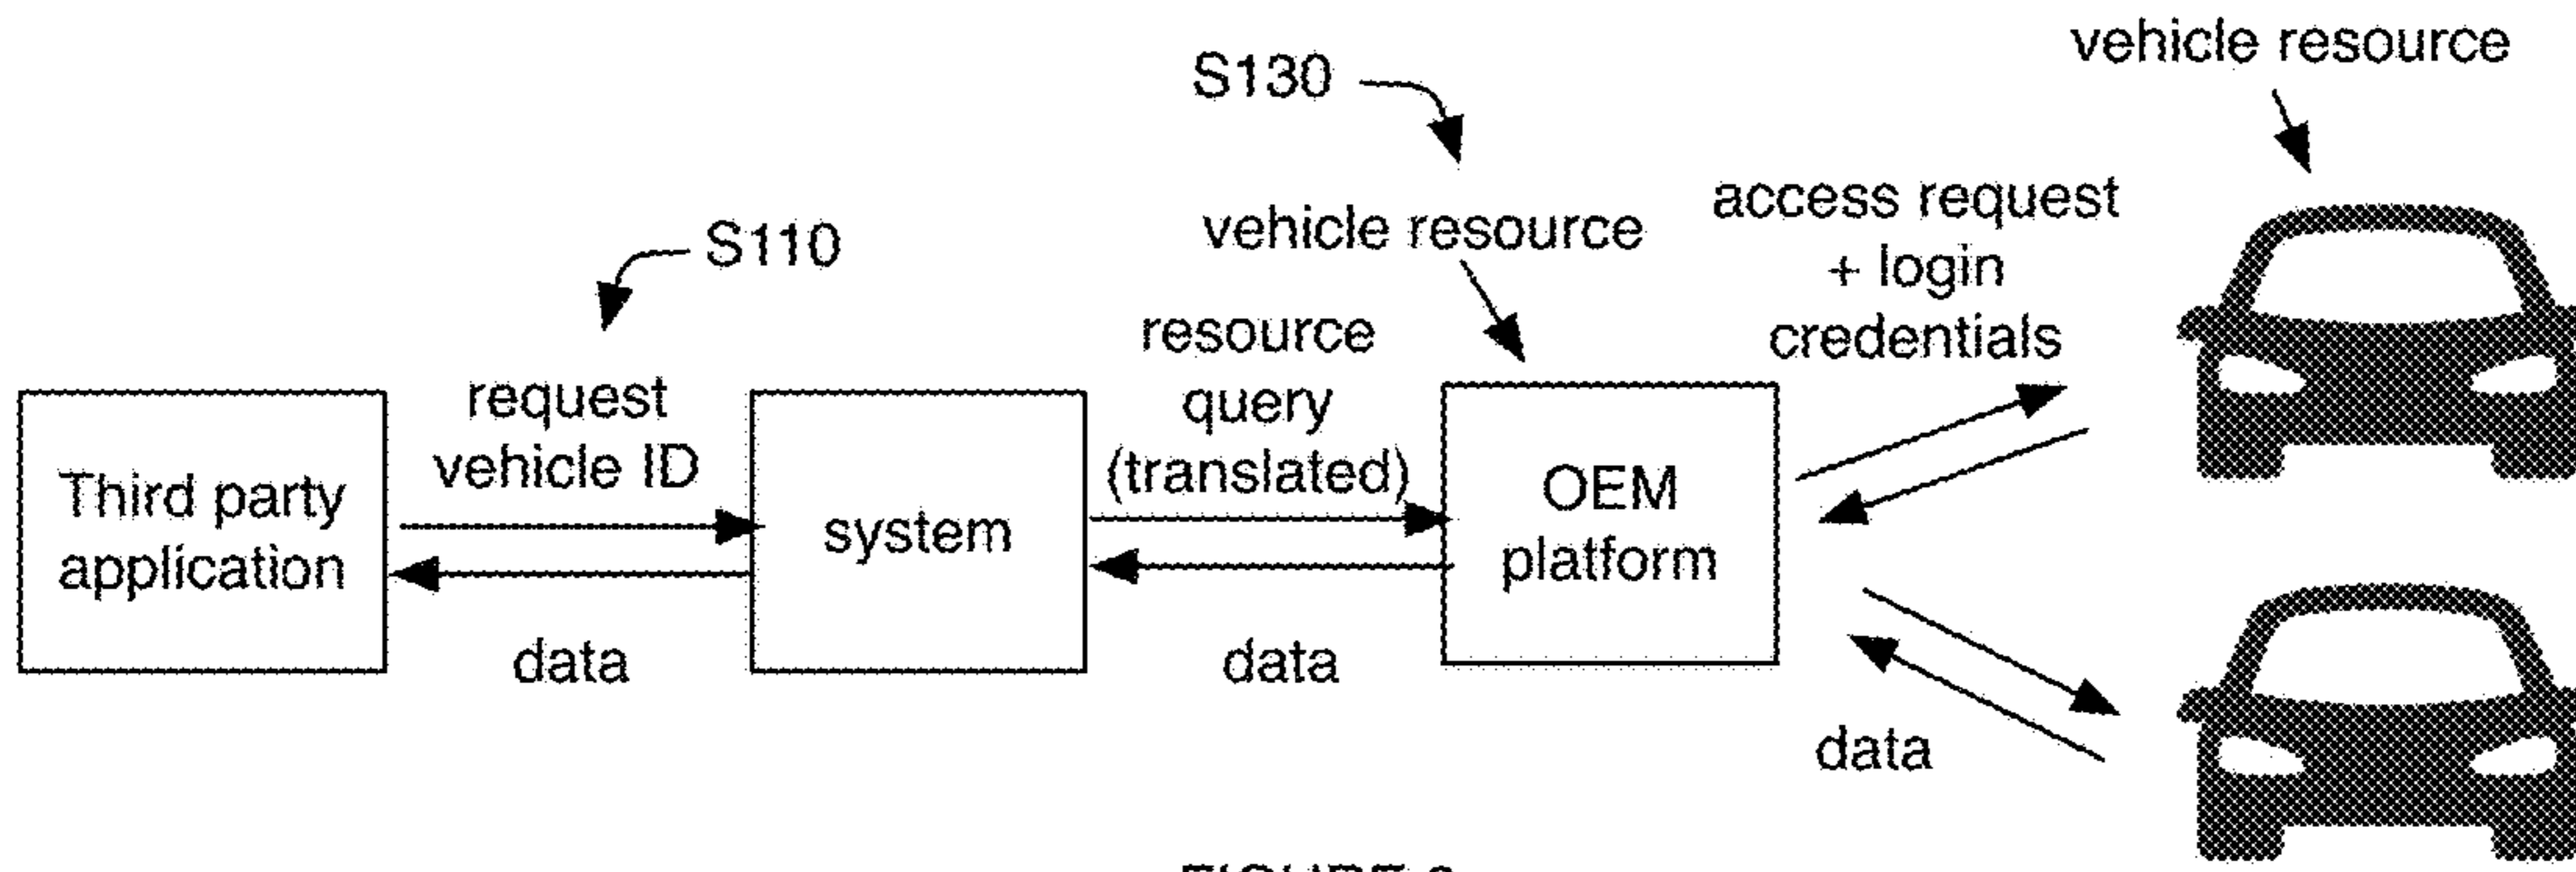 vehicle resource
S130
access request
+ login
credentials
vehicle resource
S110
resource
query
(translated)
request
vehicle ID
Third party
application
system
OEM
platform
data
data
data